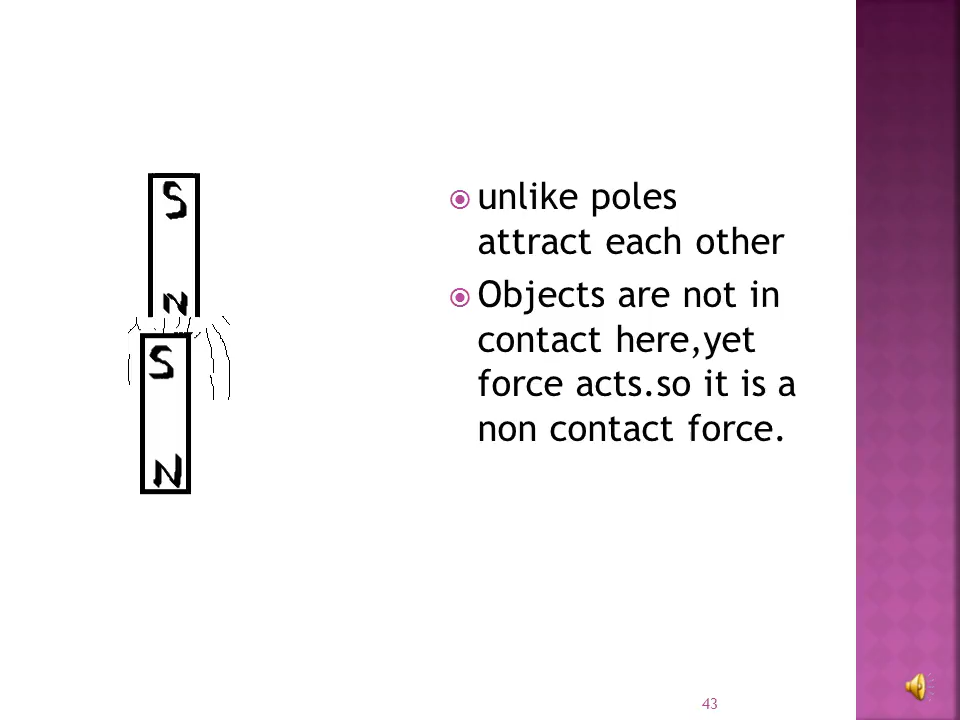 S
N
S
N
unlike poles
attract each other
Objects are not in
contact here,yet
force acts.so it is a
non contact force.
43